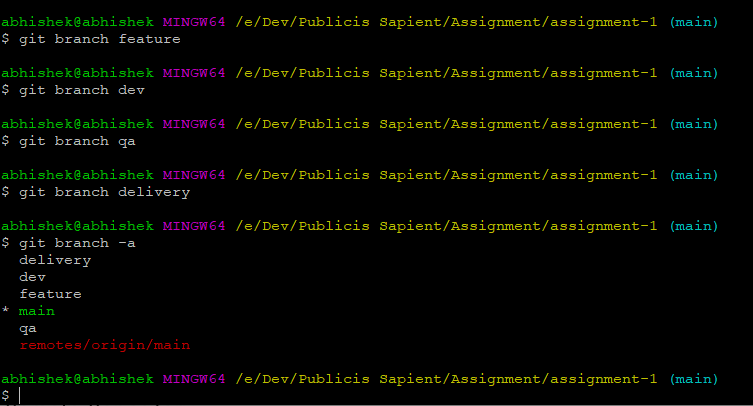 abhishek@abhishek MINGW64 /e/Dev/Publicis Sapient/Assignment/assignment-1 (main)
$ git branch feature
abhishek@abhishek MINGW64 /e/Dev/Publicis Sapient/Assignment/assignment-1 (main)
$ git branch dev
abhishek@abhishek MINGW64 /e/Dev/Publicis Sapient/Assignment/assignment-1 (main)
$ git branch qa
abhishek@abhishek MINGW64 /e/Dev/Publicis Sapient/Assignment/assignment-1 (main)
$ git branch delivery
abhishek@abhishek MINGW64 /e/Dev/Publicis Sapient/Assignment/assignment-1 (main)
$ git branch -a
  delivery
  dev
  feature
* main
  qa
  remotes/origin/main
abhishek@abhishek MINGW64 /e/Dev/Publicis Sapient/Assignment/assignment-1 (main)
$